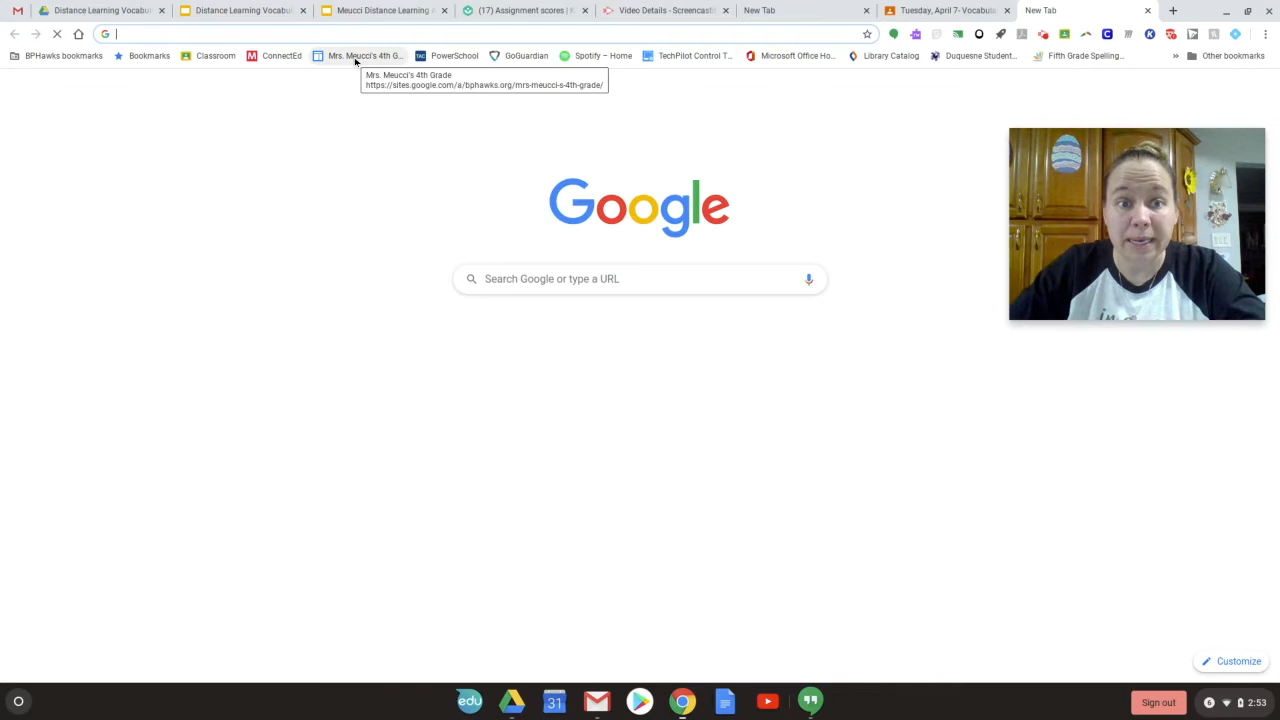 Distance Learning Vocabu
Distance Learning Vocabu
Meucci Distance Learning A
(17) Assignment scores | K
Video Details - Screencasti
New Tab
Tuesday, April 7- Vocabula
New Tab
BPHawks bookmarks
Bookmarks
Classroom
ConnectEd
Mrs. Meucci's 4th G...
PowerSchool
GoGuardian
Spotify – Home
TechPilot Control T...
Microsoft Office Ho...
Library Catalog
Duquesne Student...
Fifth Grade Spelling...
»
Other bookmarks
Mrs. Meucci's 4th Grade
https://sites.google.com/a/bphawks.org/mrs-meucci-s-4th-grade/
Google
Search Google or type a URL
Customize
edu
31
Sign out
6
2:53